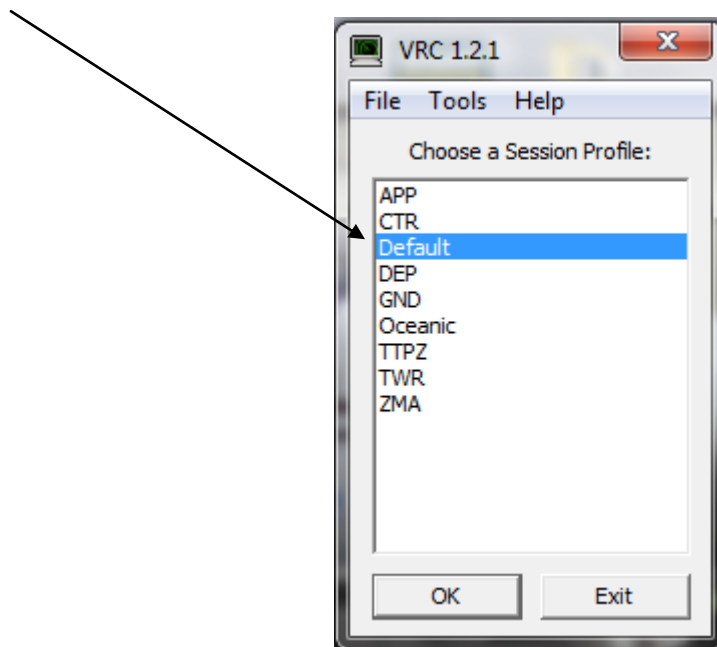 VRC 1.2.1
File Tools Help
Choose a Session Profile:
APP
CTR
Default
DEP
GND
Oceanic
TTPZ
TWR
ZMA
OK Exit